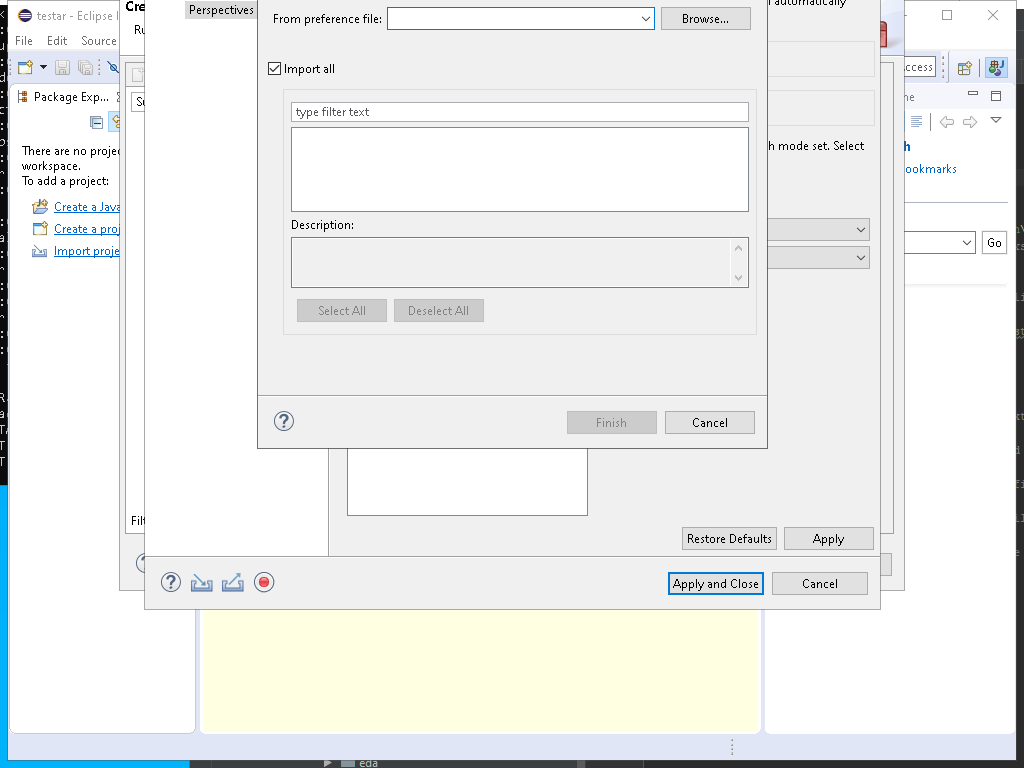 testar - Eclipse I
File Edit Source
Package Exp...
There are no proje
workspace.
To add a project:
Create a Java
Create a proj
Import proje
Cre
Ru
Filt
Perspectives
From preference file:
Browse...
Import all
type filter text
Description:
Select All
Deselect All
Finish
Cancel
automatically
h mode set. Select
Restore Defaults
Apply
Apply and Close
Cancel
ccess
ne
h
ookmarks
Go
eda